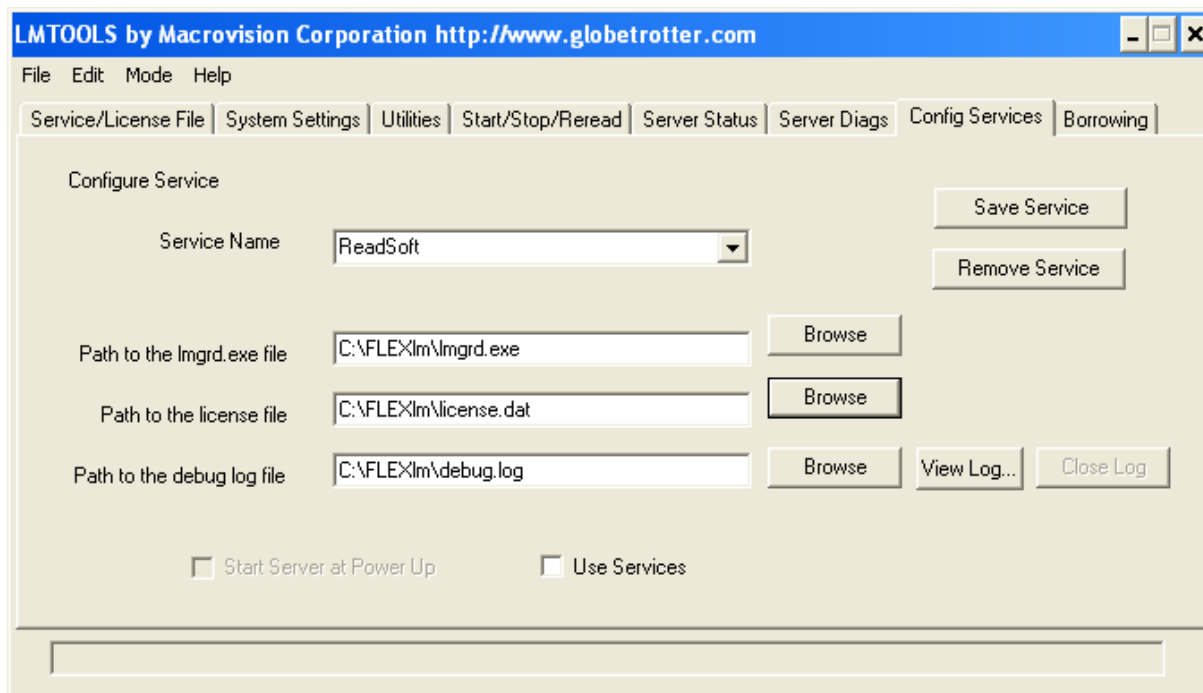 LMTOOLS by Macrovision Corporation http://www.globetrotter.com
File Edit Mode Help
Service/License File System Settings Utilities Start/Stop/Reread Server Status Server Diags Config Services Borrowing
Configure Service
Save Service
Service Name ReadSoft
Remove Service
Path to the lmgrd.exe file C:\FLEXlm\lmgrd.exe Browse
Path to the license file C:\FLEXlm\license.dat Browse
Path to the debug log file C:\FLEXlm\debug.log Browse View Log... Close Log
Start Server at Power Up Use Services